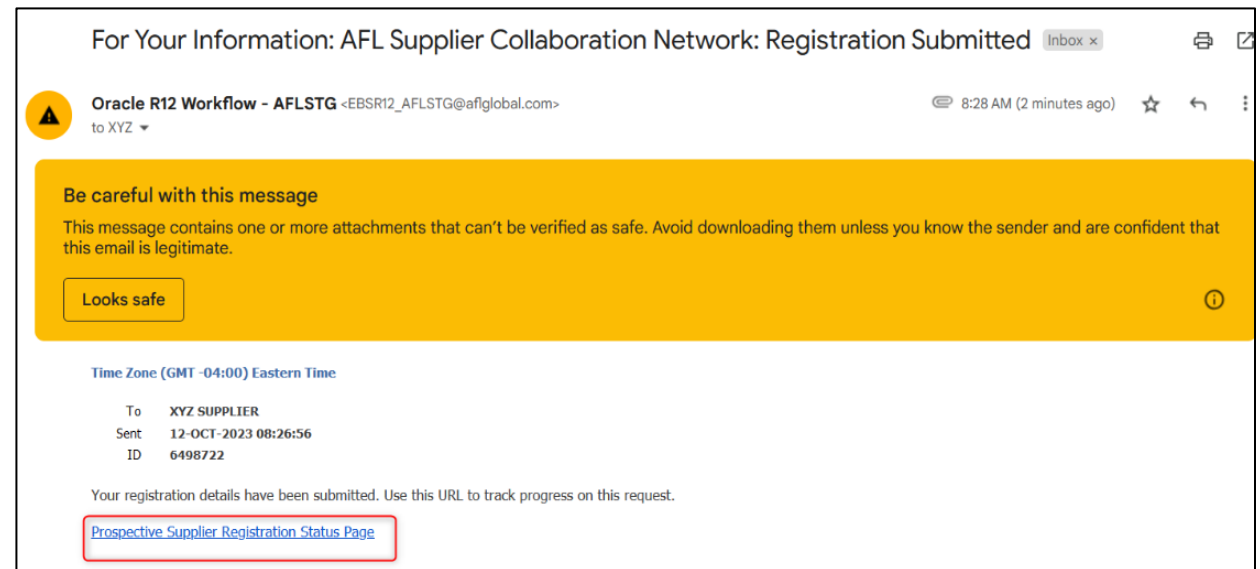 For Your Information: AFL Supplier Collaboration Network: Registration Submitted Inbox ×
Oracle R12 Workflow - AFLSTG <EBSR12_AFLSTG@aflglobal.com> 8:28 AM (2 minutes ago)
to XYZ
Be careful with this message
This message contains one or more attachments that can't be verified as safe. Avoid downloading them unless you know the sender and are confident that
this email is legitimate.
Looks safe
Time Zone (GMT -04:00) Eastern Time
To XYZ SUPPLIER
Sent 12-OCT-2023 08:26:56
ID 6498722
Your registration details have been submitted. Use this URL to track progress on this request.
Prospective Supplier Registration Status Page